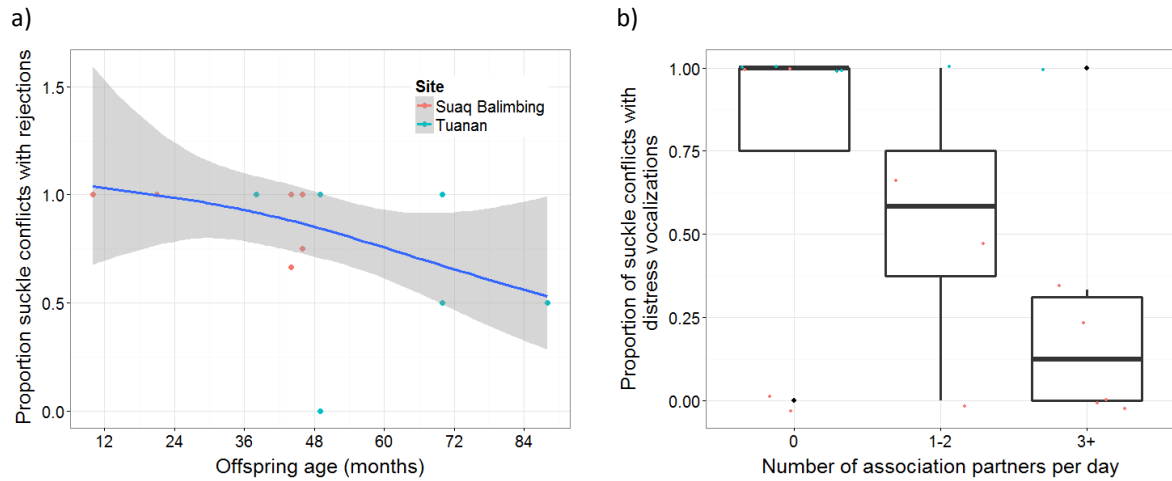 a)
Proportion suckle conflicts with rejections
1.5
1.0
0.5
0.0
Site
Suaq Balimbing
Tuanan
12 24 36 48 60 72 84
Offspring age (months)
b)
Proportion of suckle conflicts with
distress vocalizations
1.00
0.75
0.50
0.25
0.00
0 1-2 3+
Number of association partners per day